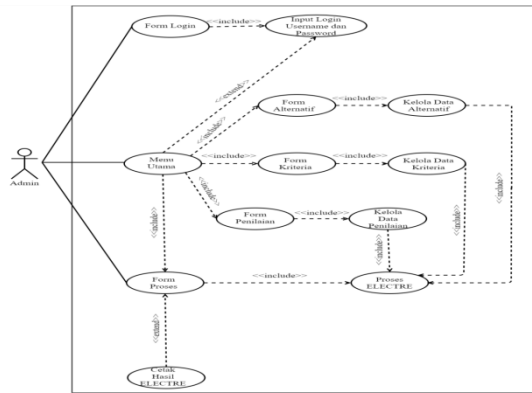 Form Login
<<include>>
Input Login
Username dan
Password
<<extend>>
<<include>>
Form
Alternatif
<<include>>
Kelola Data
Alternatif
Admin
Menu
Utama
<<include>>
Form
Kriteria
<<include>>
Kelola Data
Kriteria
<<include>>
<<include>>
Form
Penilaian
<<include>>
Kelola
Data
Penilaian
<<include>>
<<include>>
<<include>>
Form
Proses
<<include>>
Proses
ELECTRE
<<extend>>
Cetak
Hasil
ELECTRE